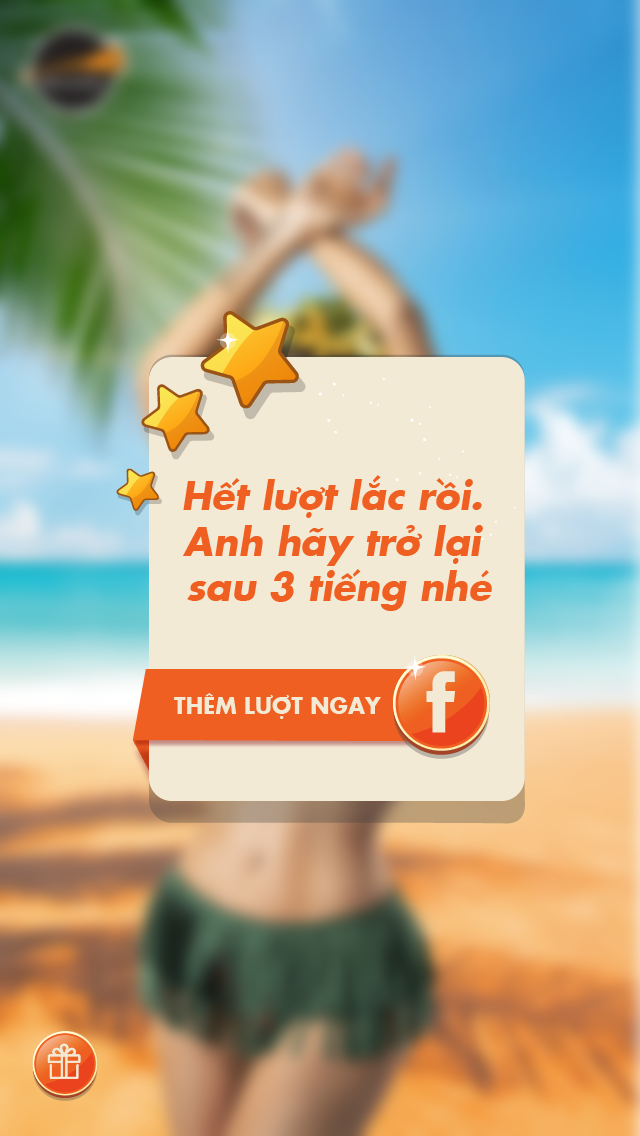 Hết lượt lắc rồi.
Anh hãy trở lại
sau 3 tiếng nhé
THÊM LƯỢT NGAY
f